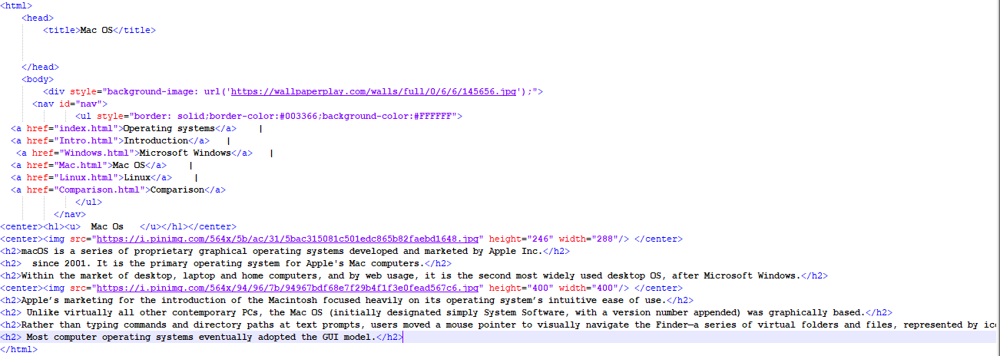 <html>
<head>
<title>Mac OS</title>
</head>
<body>
<div style="background-image: url('https://wallpaperplay.com/walls/full/0/6/6/145656.jpg');">
<nav id="nav">
<ul style="border: solid;border-color:#003366;background-color:#FFFFFF">
<a href="index.html">Operating systems</a> |
<a href="Intro.html">Introduction</a> |
<a href="Windows.html">Microsoft Windows</a> |
<a href="Mac.html">Mac OS</a> |
<a href="Linux.html">Linux</a> |
<a href="Comparison.html">Comparison</a>
</ul>
</nav>
<center><h1><u> Mac Os </u></h1></center>
<center><img src="https://i.pinimg.com/564x/5b/ac/31/5bac315081c501edc865b82faebd1648.jpg" height="246" width="288"/> </center>
<h2>macOS is a series of proprietary graphical operating systems developed and marketed by Apple Inc.</h2>
<h2> since 2001. It is the primary operating system for Apple's Mac computers.</h2>
<h2>Within the market of desktop, laptop and home computers, and by web usage, it is the second most widely used desktop OS, after Microsoft Windows.</h2>
<center><img src="https://i.pinimg.com/564x/94/96/7b/94967bdf68e7f29b4f1f3e0fead567c6.jpg" height="400" width="400"/> </center>
<h2>Apple’s marketing for the introduction of the Macintosh focused heavily on its operating system’s intuitive ease of use.</h2>
<h2> Unlike virtually all other contemporary PCs, the Mac OS (initially designated simply System Software, with a version number appended) was graphically based.</h2>
<h2>Rather than typing commands and directory paths at text prompts, users moved a mouse pointer to visually navigate the Finder—a series of virtual folders and files, represented by
<h2> Most computer operating systems eventually adopted the GUI model.</h2>
</html>